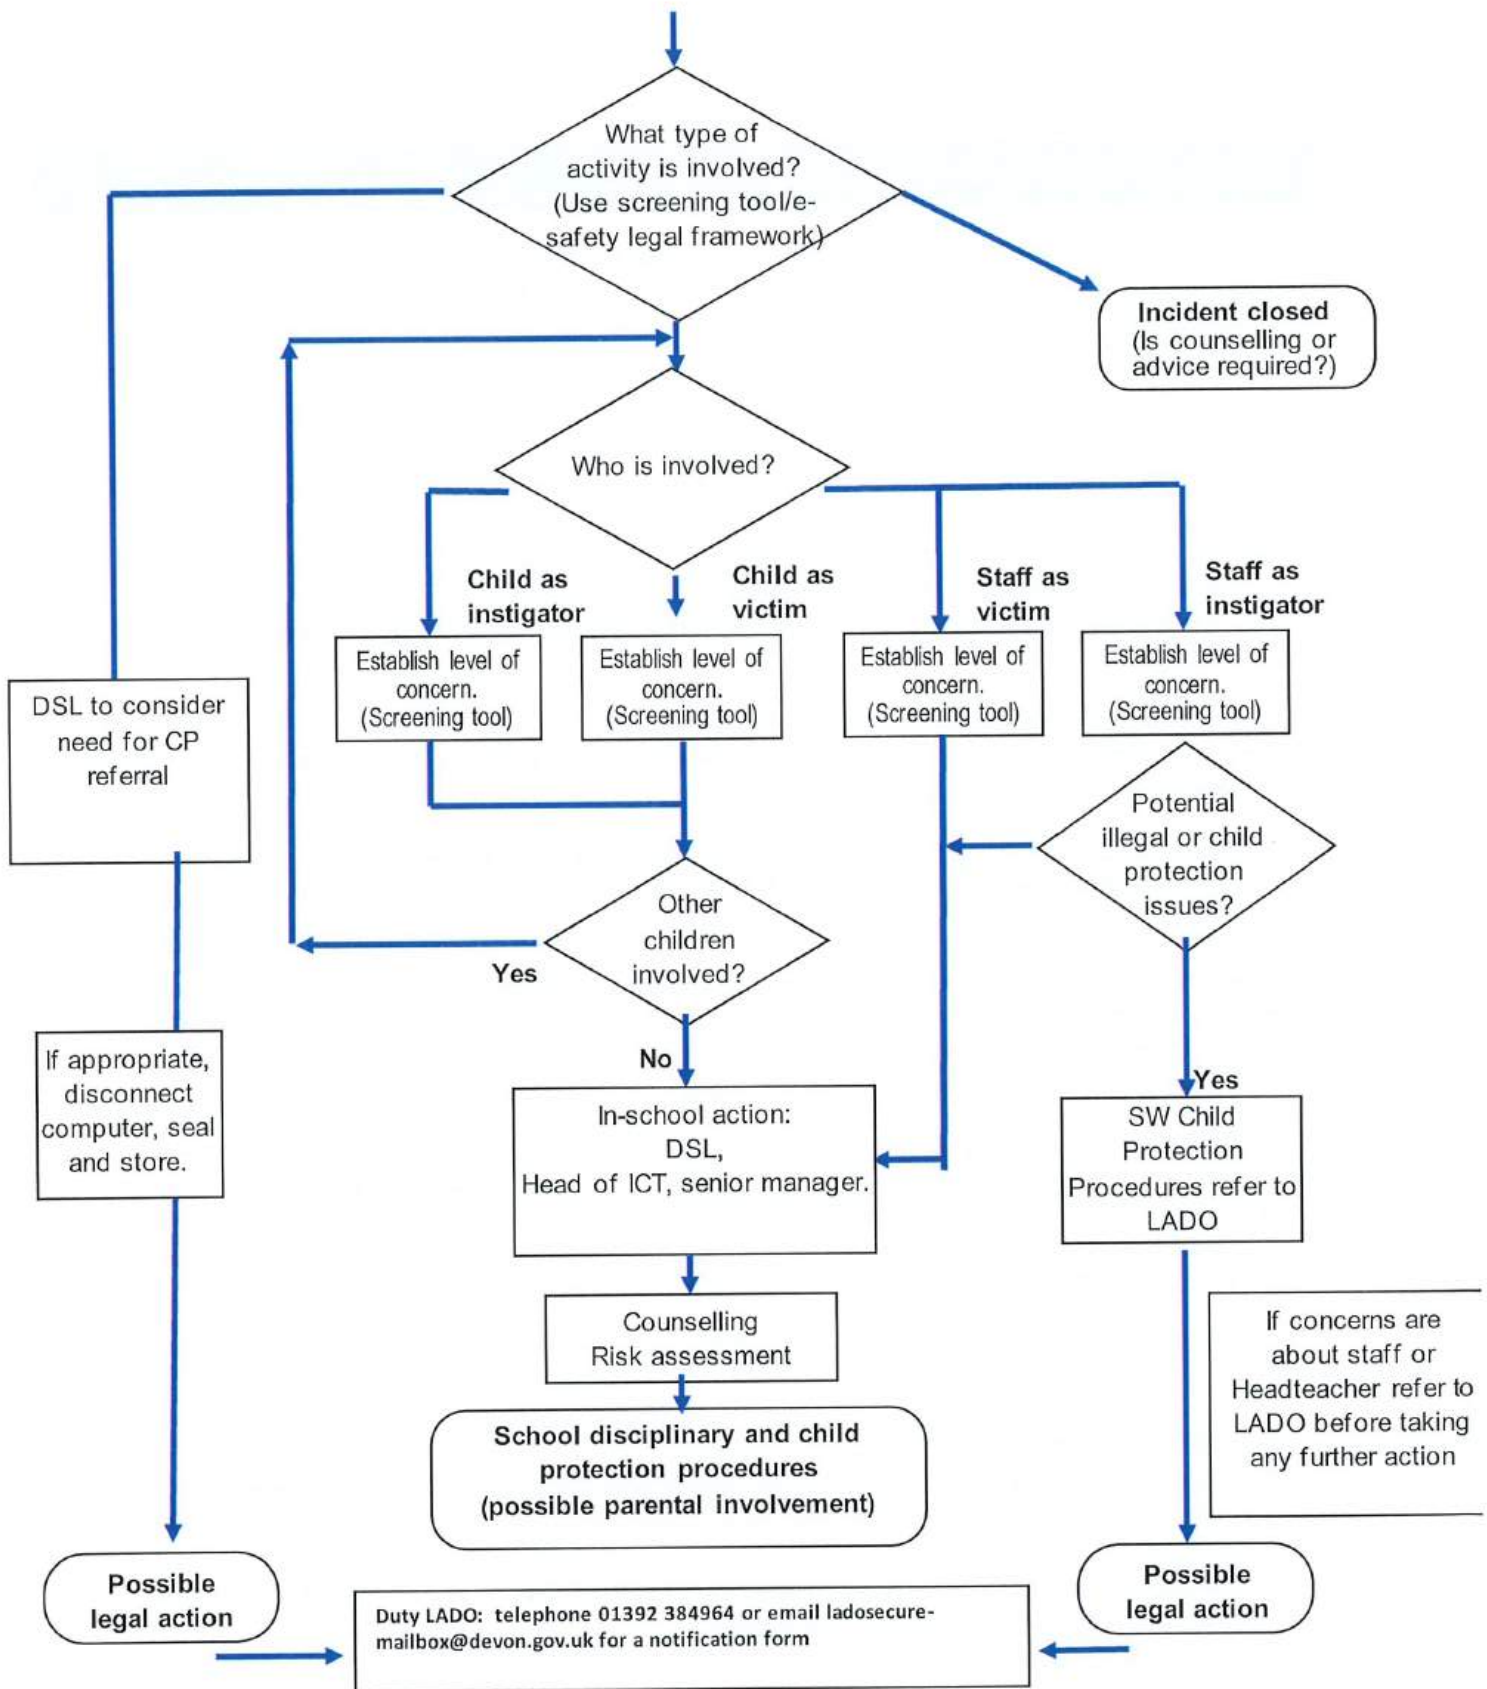 What type of
activity is involved?
(Use screening tool/e-
safety legal framework)
Incident closed
(Is counselling or
advice required?)
Who is involved?
Child as
instigator
Child as
victim
Staff as
victim
Staff as
instigator
Establish level of
concern.
(Screening tool)
Establish level of
concern.
(Screening tool)
Establish level of
concern.
(Screening tool)
Establish level of
concern.
(Screening tool)
DSL to consider
need for CP
referral
Potential
illegal or child
protection
issues?
Other
children
involved?
Yes
No
If appropriate,
disconnect
computer, seal
and store.
In-school action:
DSL,
Head of ICT, senior manager.
Yes
SW Child
Protection
Procedures refer to
LADO
Counselling
Risk assessment
If concerns are
about staff or
Headteacher refer to
LADO before taking
any further action
School disciplinary and child
protection procedures
(possible parental involvement)
Possible
legal action
Possible
legal action
Duty LADO: telephone 01392 384964 or email ladosecure-
mailbox@devon.gov.uk for a notification form